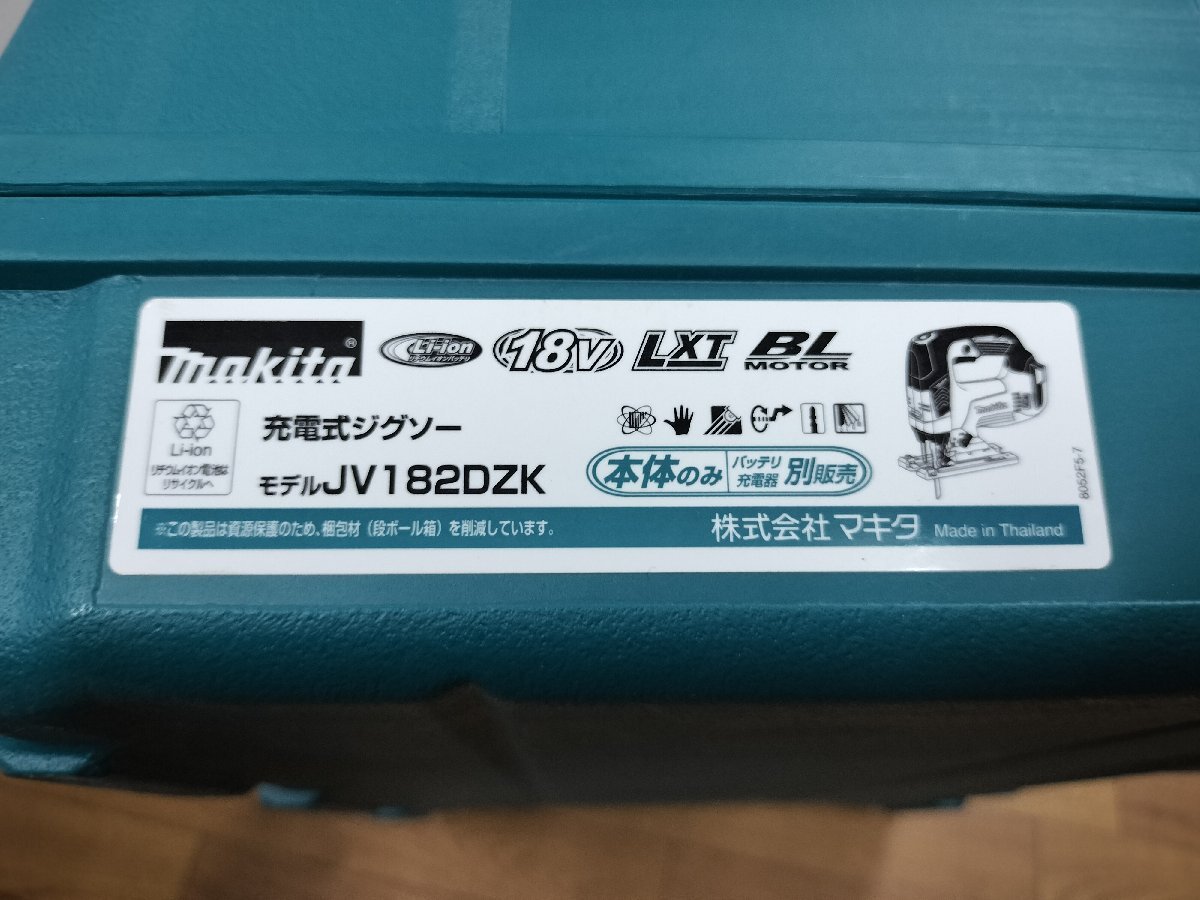 makita®
Li-ion
リチウムイオンバッテリ
18V
LXT
BL
MOTOR
Li-ion
リチウムイオン電池は
リサイクルへ
充電式ジグソー
モデルJV182DZK
本体のみ バッテリ 充電器 別販売
8052F5-7
※この製品は資源保護のため、梱包材(段ボール箱)を削減しています。
株式会社マキタ Made in Thailand